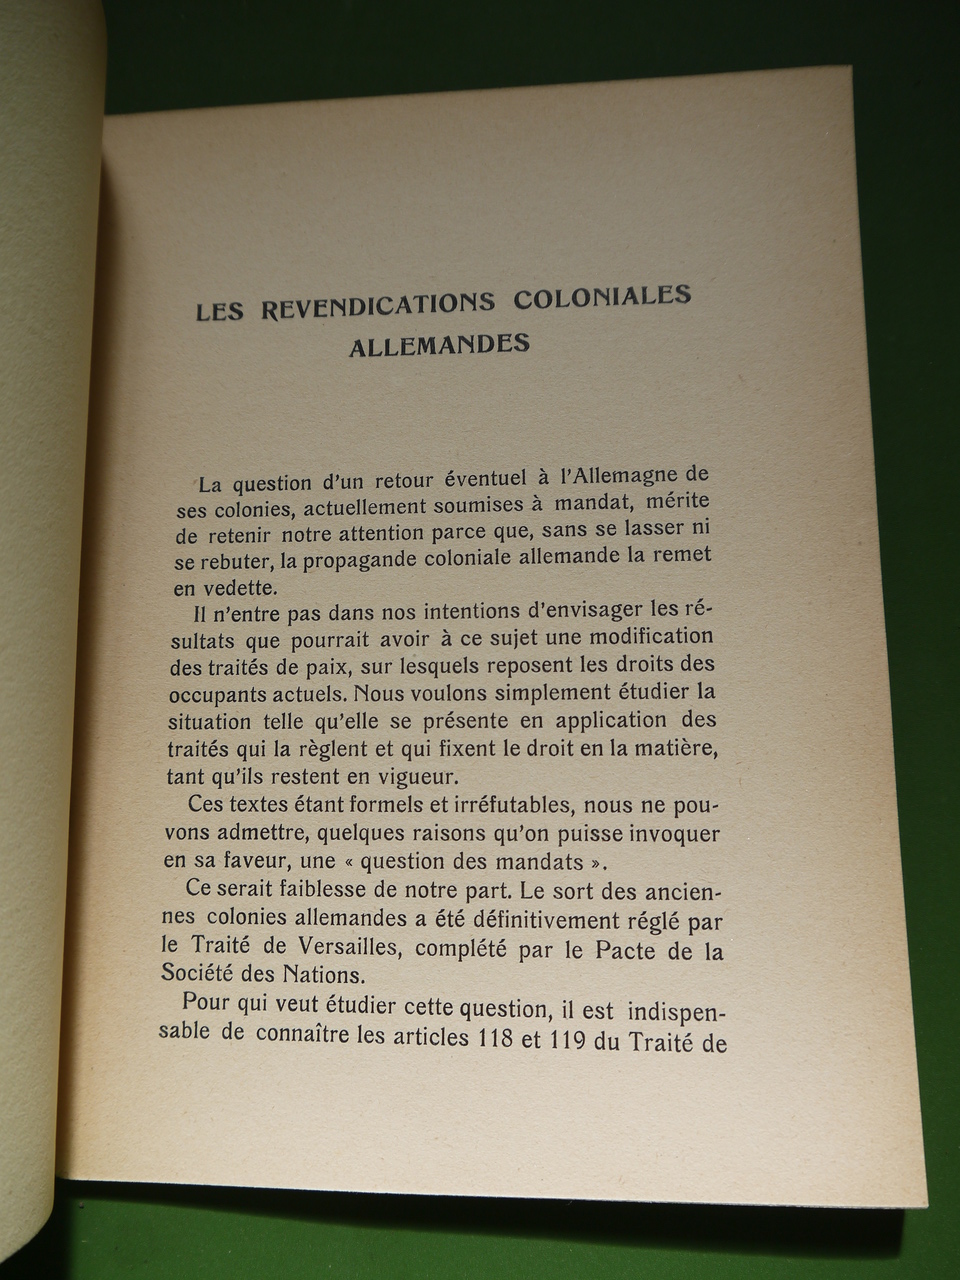 LES REVENDICATIONS COLONIALES
ALLEMANDES
La question d'un retour éventuel à l'Allemagne de
ses colonies, actuellement soumises à mandat, mérite
de retenir notre attention parce que, sans se lasser ni
se rebuter, la propagande coloniale allemande la remet
en vedette.
Il n'entre pas dans nos intentions d'envisager les ré-
sultats que pourrait avoir à ce sujet une modification
des traités de paix, sur lesquels reposent les droits des
occupants actuels. Nous voulons simplement étudier la
situation telle qu'elle se présente en application des
traités qui la règlent et qui fixent le droit en la matière,
tant qu'ils restent en vigueur.
Ces textes étant formels et irréfutables, nous ne pou-
vons admettre, quelques raisons qu'on puisse invoquer
en sa faveur, une « question des mandats ».
Ce serait faiblesse de notre part. Le sort des ancien-
nes colonies allemandes a été définitivement réglé par
le Traité de Versailles, complété par le Pacte de la
Société des Nations.
Pour qui veut étudier cette question, il est indispen-
sable de connaître les articles 118 et 119 du Traité de